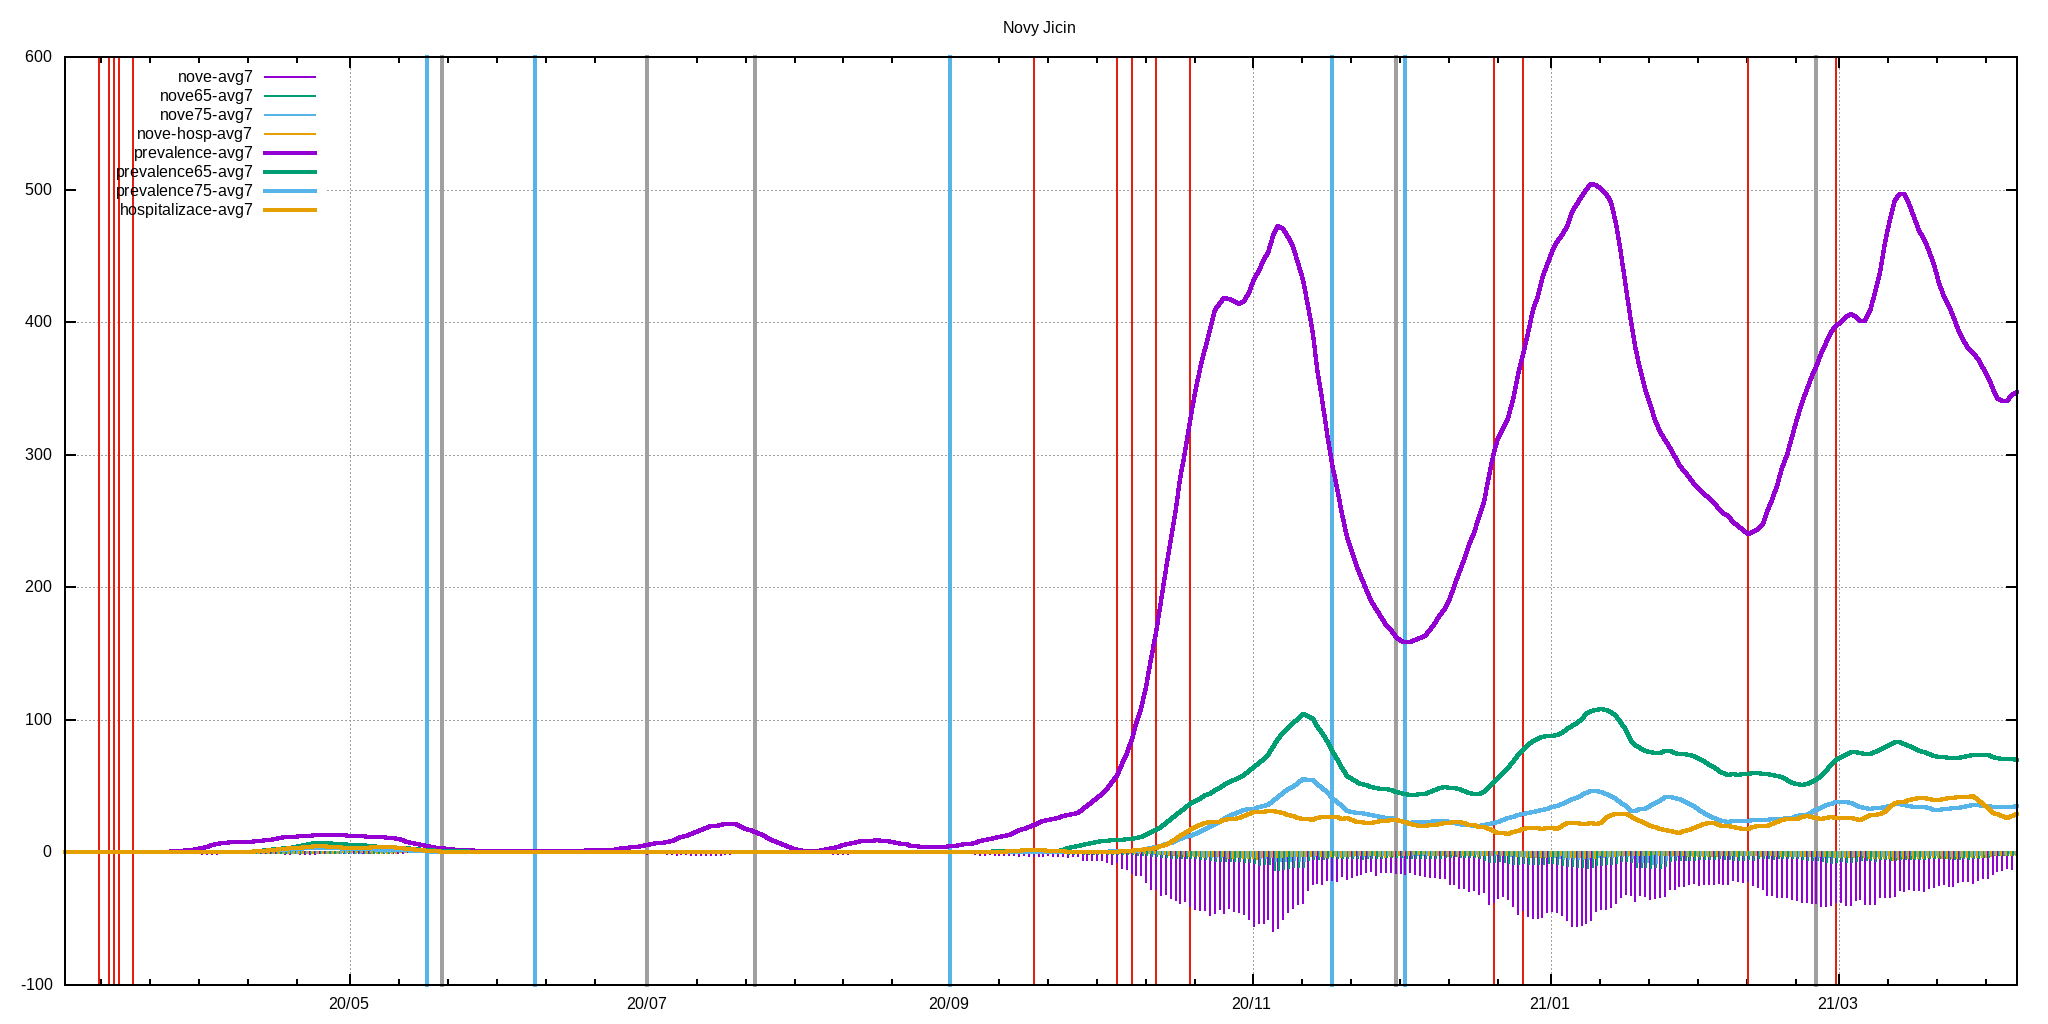 Novy Jicin
600
500
400
300
200
100
0
-100
nove-avg7
nove65-avg7
nove75-avg7
nove-hosp-avg7
prevalence-avg7
prevalence65-avg7
prevalence75-avg7
hospitalizace-avg7
20/05 20/07 20/09 20/11 21/01 21/03